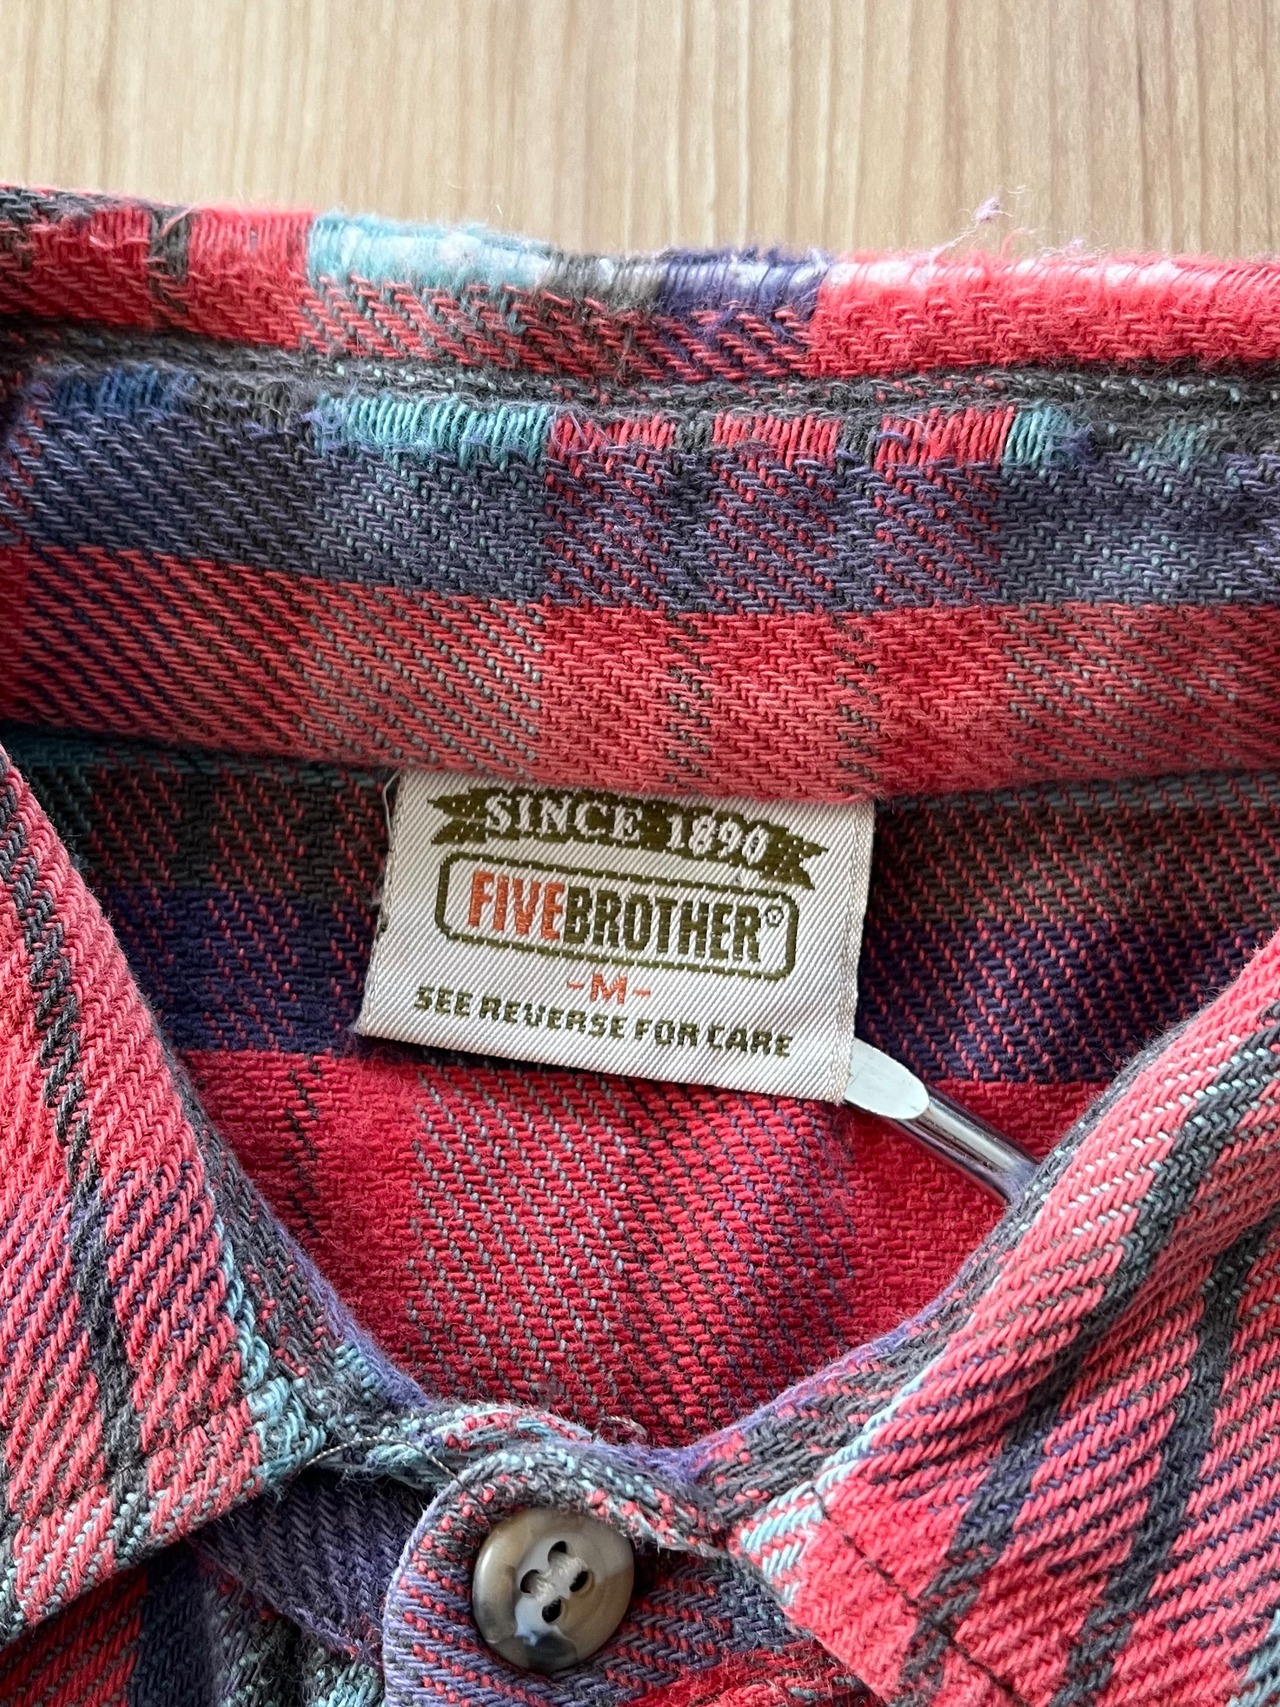 SINCE 1890
FIVEBROTHER®
-M-
SEE REVERSE FOR CARE